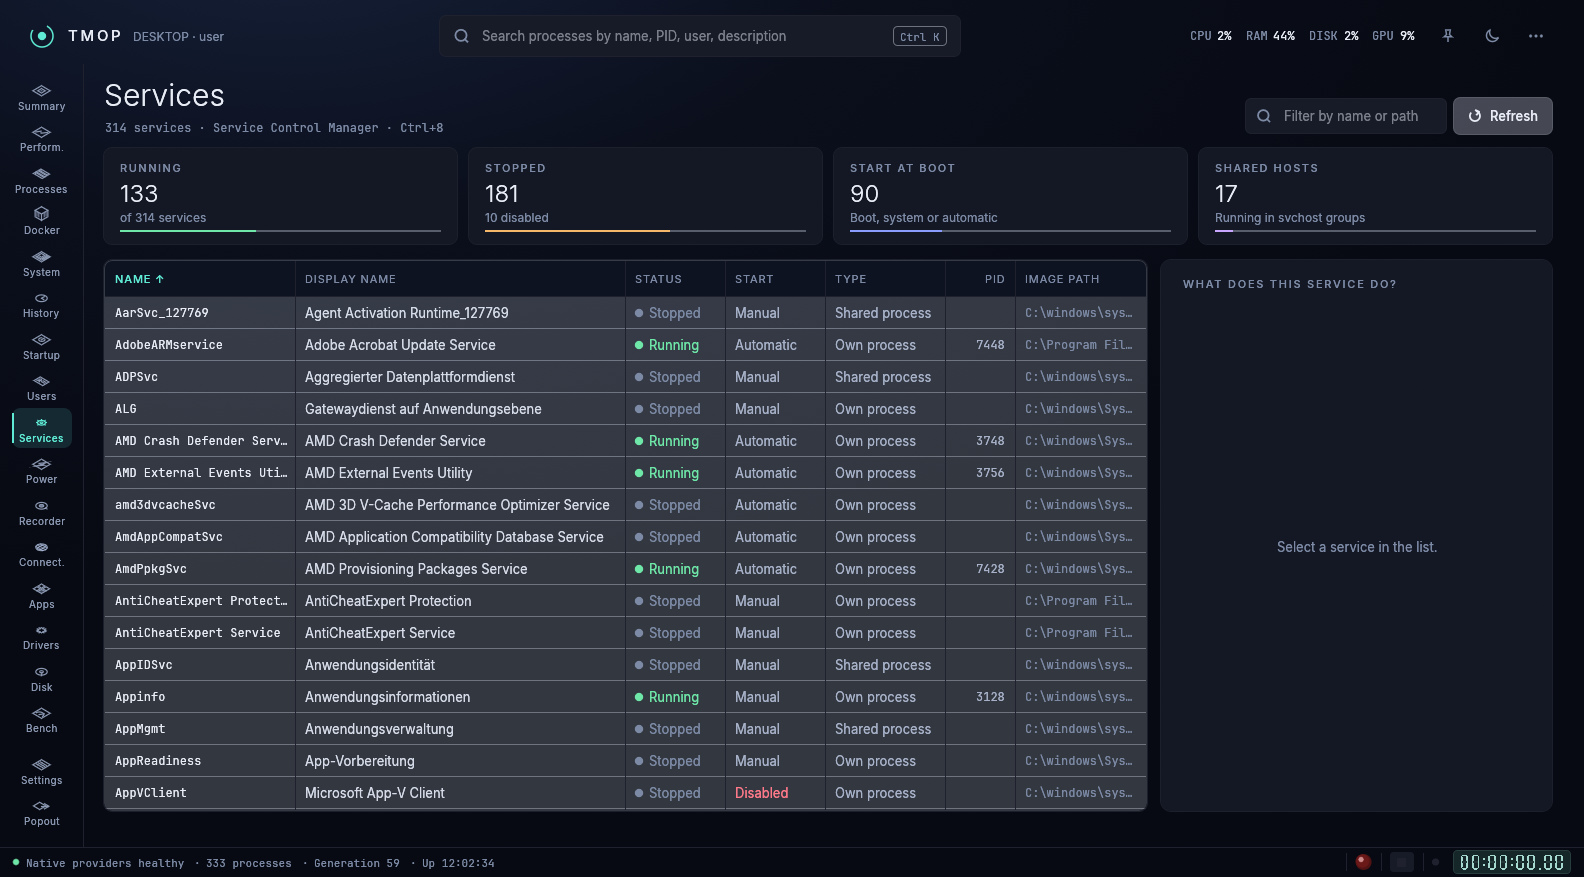 TMOP DESKTOP · user
Search processes by name, PID, user, description Ctrl K
CPU 2% RAM 44% DISK 2% GPU 9%
Summary
Perform.
Processes
Docker
System
History
Startup
Users
Services
Power
Recorder
Connect.
Apps
Drivers
Disk
Bench
Settings
Popout
Services
314 services · Service Control Manager · Ctrl+8
Filter by name or path
Refresh
RUNNING
133
of 314 services
STOPPED
181
10 disabled
START AT BOOT
90
Boot, system or automatic
SHARED HOSTS
17
Running in svchost groups
NAME ↑ DISPLAY NAME STATUS START TYPE PID IMAGE PATH
AarSvc_127769 Agent Activation Runtime_127769 Stopped Manual Shared process C:\windows\sys…
AdobeARMservice Adobe Acrobat Update Service Running Automatic Own process 7448 C:\Program Fil…
ADPSvc Aggregierter Datenplattformdienst Stopped Manual Shared process C:\windows\sys…
ALG Gatewaydienst auf Anwendungsebene Stopped Manual Own process C:\windows\Sys…
AMD Crash Defender Serv… AMD Crash Defender Service Running Automatic Own process 3748 C:\windows\Sys…
AMD External Events Uti… AMD External Events Utility Running Automatic Own process 3756 C:\windows\Sys…
amd3dvcacheSvc AMD 3D V-Cache Performance Optimizer Service Stopped Automatic Own process C:\windows\Sys…
AmdAppCompatSvc AMD Application Compatibility Database Service Stopped Automatic Own process C:\windows\Sys…
AmdPpkgSvc AMD Provisioning Packages Service Running Automatic Own process 7428 C:\windows\Sys…
AntiCheatExpert Protect… AntiCheatExpert Protection Stopped Manual Own process C:\Program Fil…
AntiCheatExpert Service AntiCheatExpert Service Stopped Manual Own process C:\Program Fil…
AppIDSvc Anwendungsidentität Stopped Manual Shared process C:\windows\sys…
Appinfo Anwendungsinformationen Running Manual Own process 3128 C:\windows\sys…
AppMgmt Anwendungsverwaltung Stopped Manual Shared process C:\windows\sys…
AppReadiness App-Vorbereitung Stopped Manual Own process C:\windows\Sys…
AppVClient Microsoft App-V Client Stopped Disabled Own process C:\windows\sys…
WHAT DOES THIS SERVICE DO?
Select a service in the list.
Native providers healthy · 333 processes · Generation 59 · Up 12:02:34
00:00:00.00